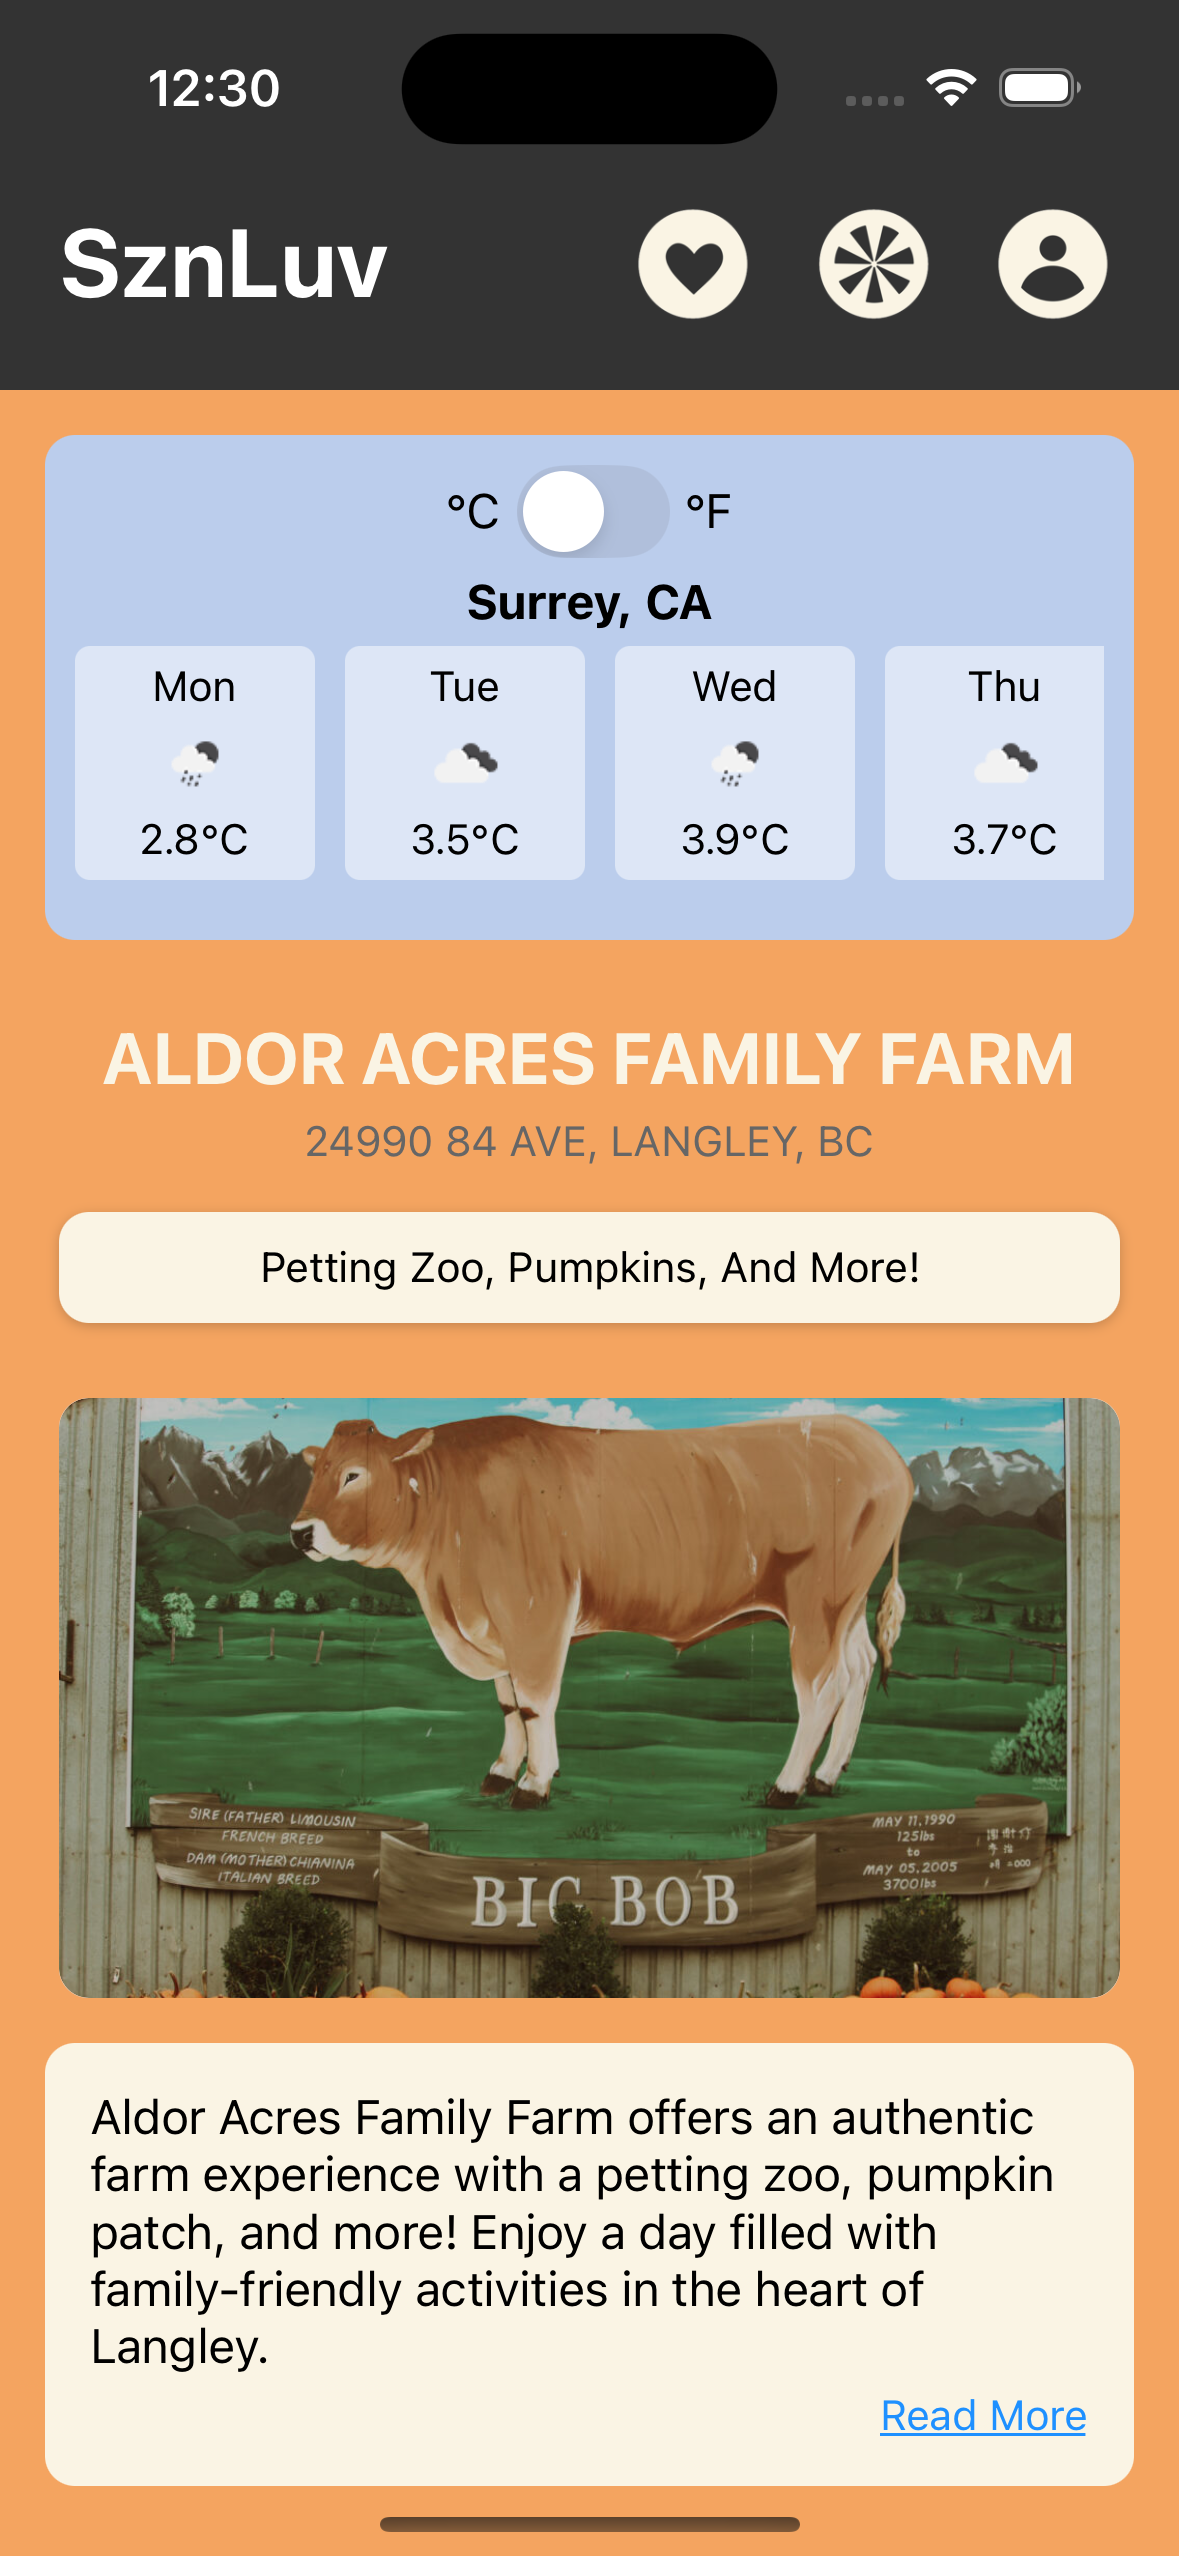 12:30
SznLuv
°C °F
Surrey, CA
Mon Tue Wed Thu
2.8°C 3.5°C 3.9°C 3.7°C
ALDOR ACRES FAMILY FARM
24990 84 AVE, LANGLEY, BC
Petting Zoo, Pumpkins, And More!
SIRE (FATHER) LIMOUSIN
FRENCH BREED
DAM (MOTHER) CHIANINA
ITALIAN BREED
BIG BOB
MAY 11, 1990
125lbs
to
MAY 05, 2005
3700lbs
Aldor Acres Family Farm offers an authentic
farm experience with a petting zoo, pumpkin
patch, and more! Enjoy a day filled with
family-friendly activities in the heart of
Langley.
Read More